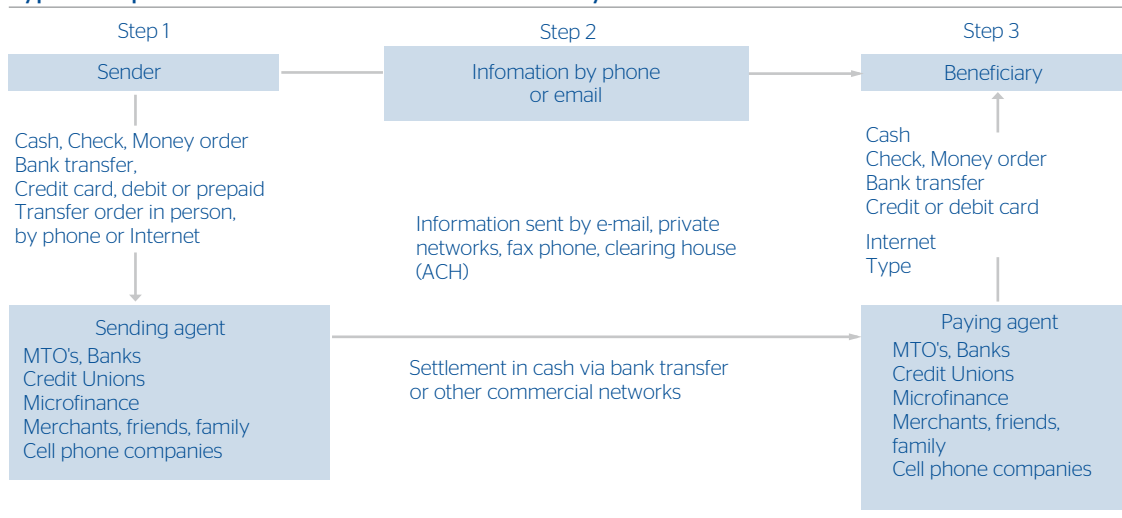 Step 1
Step 2
Step 3
Sender
Infomation by phone
or email
Beneficiary
Cash, Check, Money order
Bank transfer,
Credit card, debit or prepaid
Transfer order in person,
by phone or Internet
Information sent by e-mail, private
networks, fax phone, clearing house
(ACH)
Cash
Check, Money order
Bank transfer
Credit or debit card
Internet
Type
Sending agent
MTO's, Banks
Credit Unions
Microfinance
Merchants, friends, family
Cell phone companies
Settlement in cash via bank transfer
or other commercial networks
Paying agent
MTO's, Banks
Credit Unions
Microfinance
Merchants, friends,
family
Cell phone companies